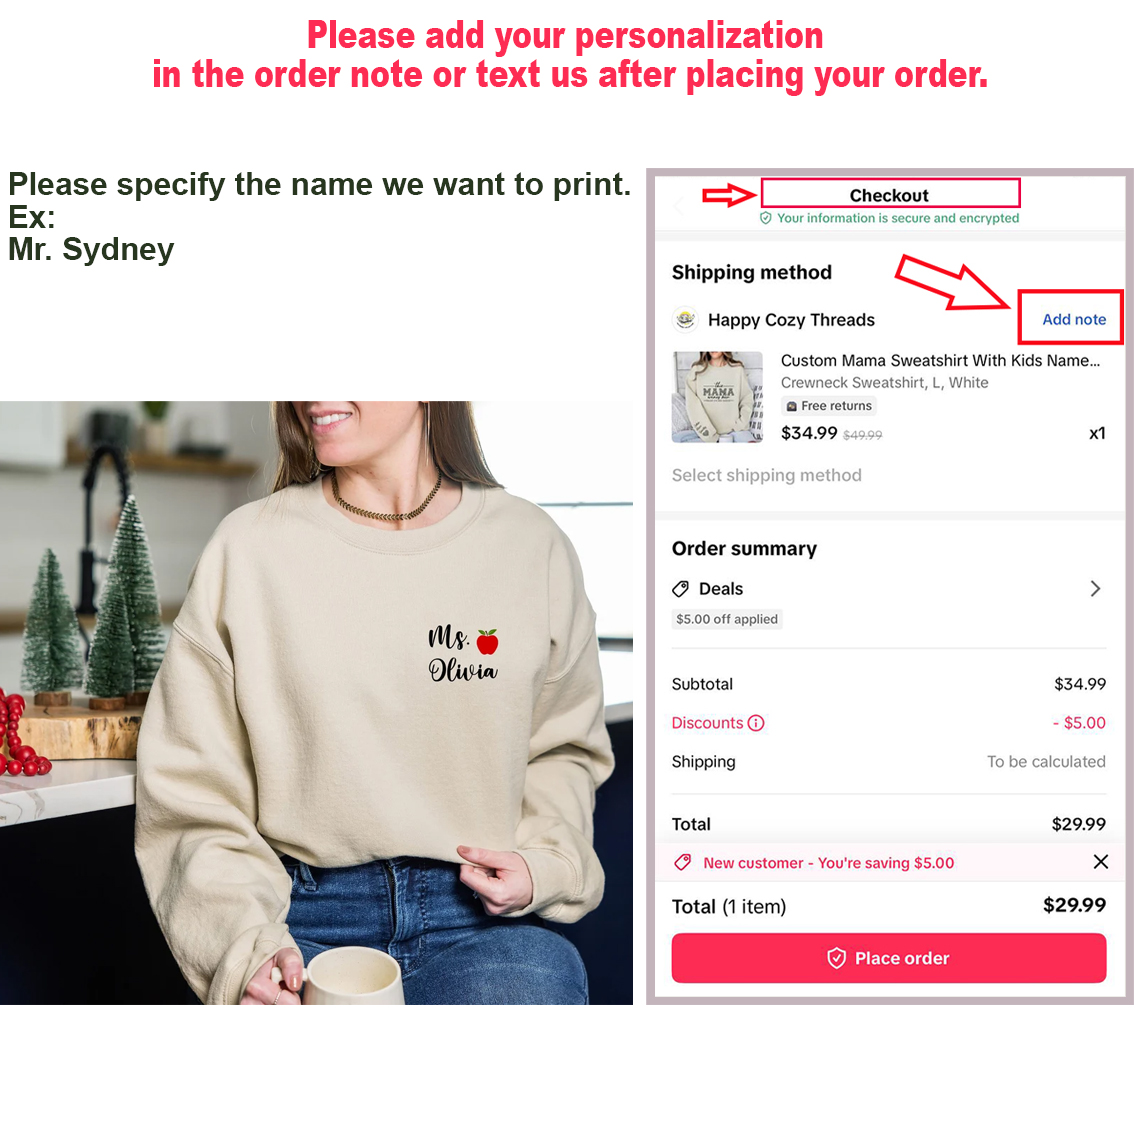 Please add your personalization
in the order note or text us after placing your order.
Please specify the name we want to print.
Ex:
Mr. Sydney
Ms.
Olivia
Checkout
Your information is secure and encrypted
Shipping method
Happy Cozy Threads
Add note
Custom Mama Sweatshirt With Kids Name...
Crewneck Sweatshirt, L, White
Free returns
$34.99 $49.99
x1
MAMA
Select shipping method
Order summary
Deals
$5.00 off applied
Subtotal $34.99
Discounts - $5.00
Shipping To be calculated
Total $29.99
New customer - You're saving $5.00
Total (1 item) $29.99
Place order